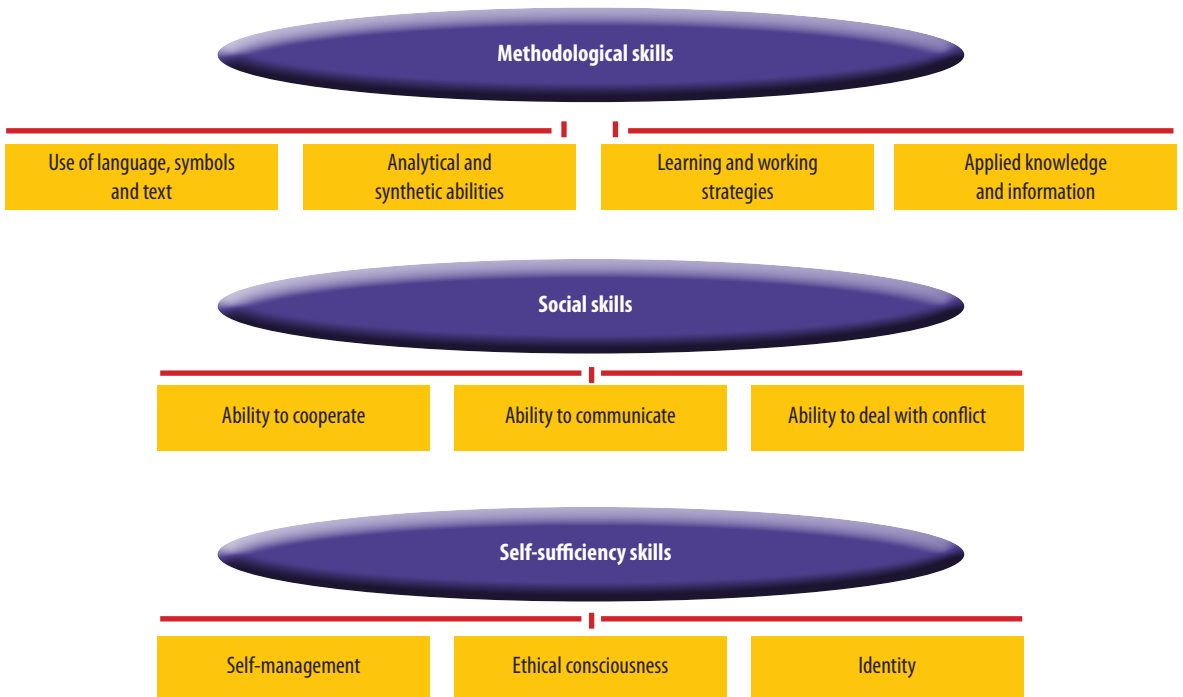 Methodological skills
Use of language, symbols
and text
Analytical and
synthetic abilities
Learning and working
strategies
Applied knowledge
and information
Social skills
Ability to cooperate
Ability to communicate
Ability to deal with conflict
Self-sufficiency skills
Self-management
Ethical consciousness
Identity